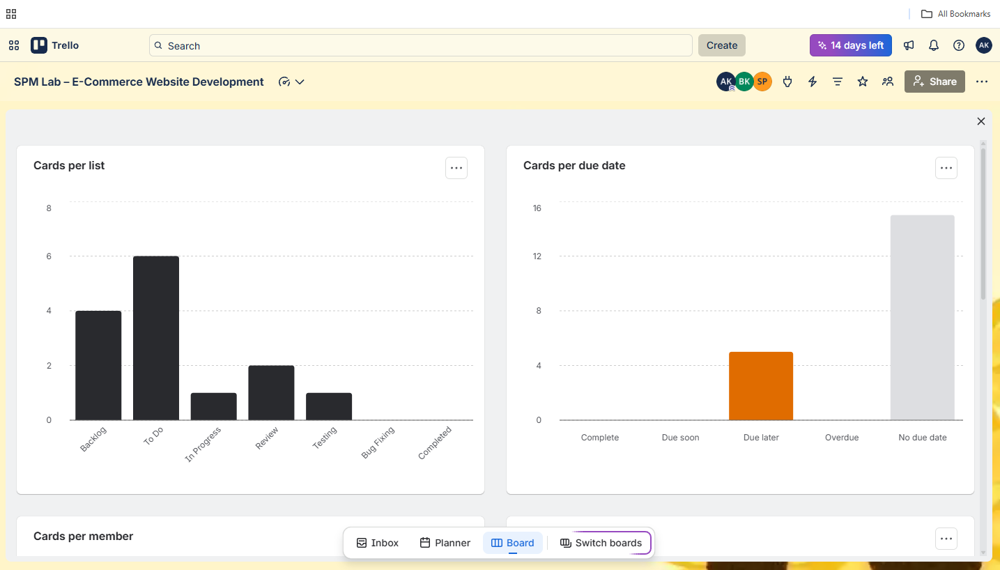 All Bookmarks
Trello
Search
Create
14 days left
AK
SPM Lab – E-Commerce Website Development
AK
BK
SP
Share
Cards per list
8
6
4
2
0
Backlog
To Do
In Progress
Review
Testing
Bug Fixing
Completed
Cards per due date
16
12
8
4
0
Complete
Due soon
Due later
Overdue
No due date
Cards per member
Inbox
Planner
Board
Switch boards